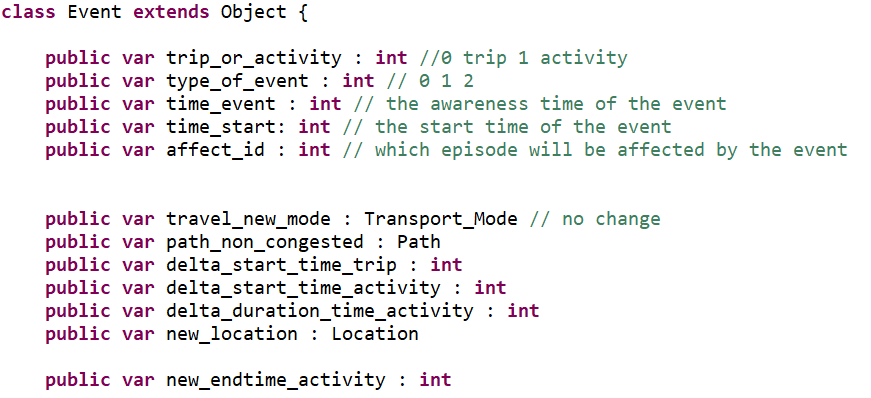 class Event extends Object {
public var trip_or_activity : int //0 trip 1 activity
public var type_of_event : int // 0 1 2
public var time_event : int // the awareness time of the event
public var time_start: int // the start time of the event
public var affect_id : int // which episode will be affected by the event
public var travel_new_mode : Transport_Mode // no change
public var path_non_congested : Path
public var delta_start_time_trip : int
public var delta_start_time_activity : int
public var delta_duration_time_activity : int
public var new_location : Location
public var new_endtime_activity : int